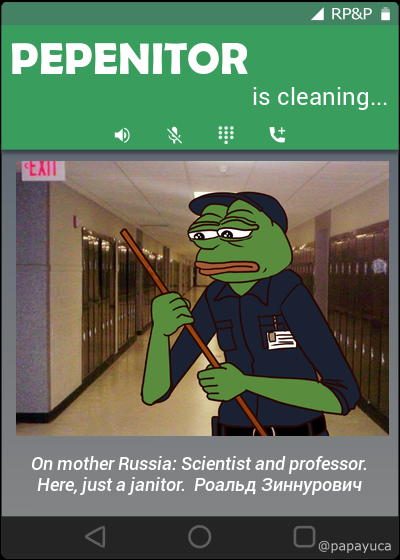 RP&P
PEPENITOR
is cleaning...
EXIT
On mother Russia: Scientist and professor.
Here, just a janitor. Роальд Зиннурович
@papayuca